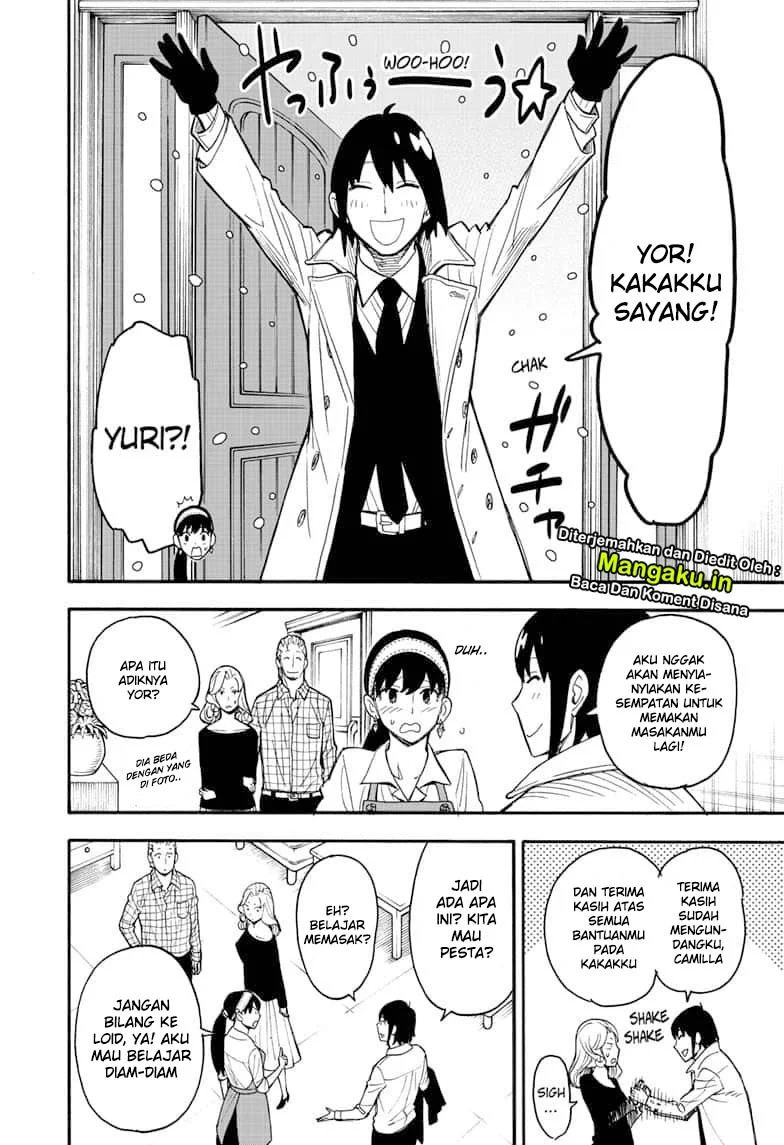 やっふぅーーう☆
WOO-HOO!
YOR!
KAKAKKU
SAYANG!
CHAK
ガチャ
YURI?!
Diterjemahkan dan Diedit Oleh :
Mangaku.in
Baca Dan Koment Disana
AKU NGGAK
AKAN MENYIA-
NYIAKAN KE-
SEMPATAN UNTUK
MEMAKAN
MASAKANMU
LAGI!
DUH..
APA ITU
ADIKNYA
YOR?
DIA BEDA
DENGAN YANG
DI FOTO..
TERIMA
KASIH
SUDAH
MENGUN-
DANGKU,
CAMILLA
DAN TERIMA
KASIH ATAS
SEMUA
BANTUANMU
PADA
KAKAKKU
SHAKE
SHAKE
SIGH
...
JADI
ADA APA
INI? KITA
MAU
PESTA?
EH?
BELAJAR
MEMASAK?
JANGAN
BILANG KE
LOID, YA! AKU
MAU BELAJAR
DIAM-DIAM